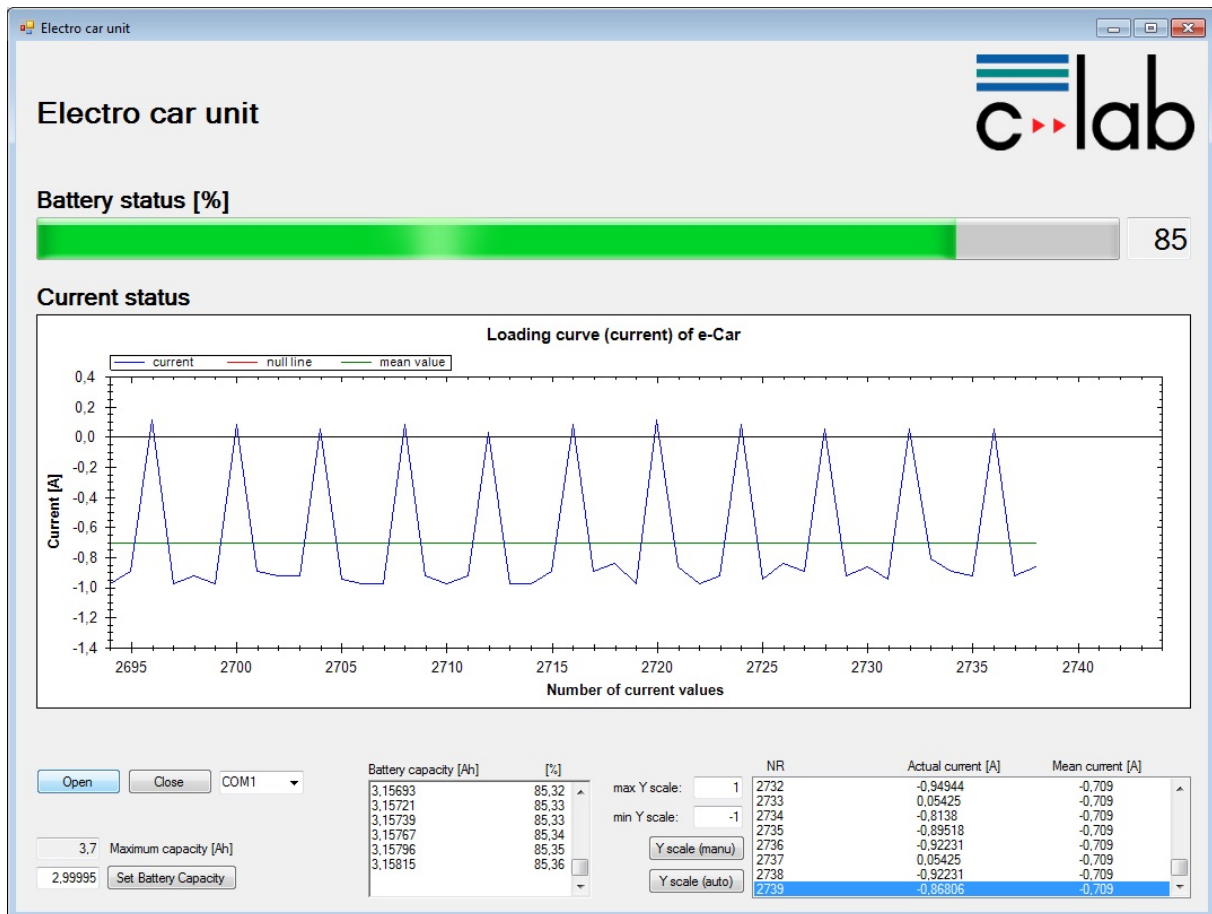 Electro car unit
Electro car unit
c lab
Battery status [%]
85
Current status
Loading curve (current) of e-Car
current null line mean value
Current [A]
0,4
0,2
0,0
-0,2
-0,4
-0,6
-0,8
-1,0
-1,2
-1,4
2695 2700 2705 2710 2715 2720 2725 2730 2735 2740
Number of current values
Open Close COM1
3,7 Maximum capacity [Ah]
2,99995 Set Battery Capacity
Battery capacity [Ah] [%]
3,15693 85,32
3,15721 85,33
3,15739 85,33
3,15767 85,34
3,15796 85,35
3,15815 85,36
max Y scale: 1
min Y scale: -1
Y scale (manu)
Y scale (auto)
NR Actual current [A] Mean current [A]
2732 -0,94944 -0,709
2733 0,05425 -0,709
2734 -0,8138 -0,709
2735 -0,89518 -0,709
2736 -0,92231 -0,709
2737 0,05425 -0,709
2738 -0,92231 -0,709
2739 -0,86806 -0,709